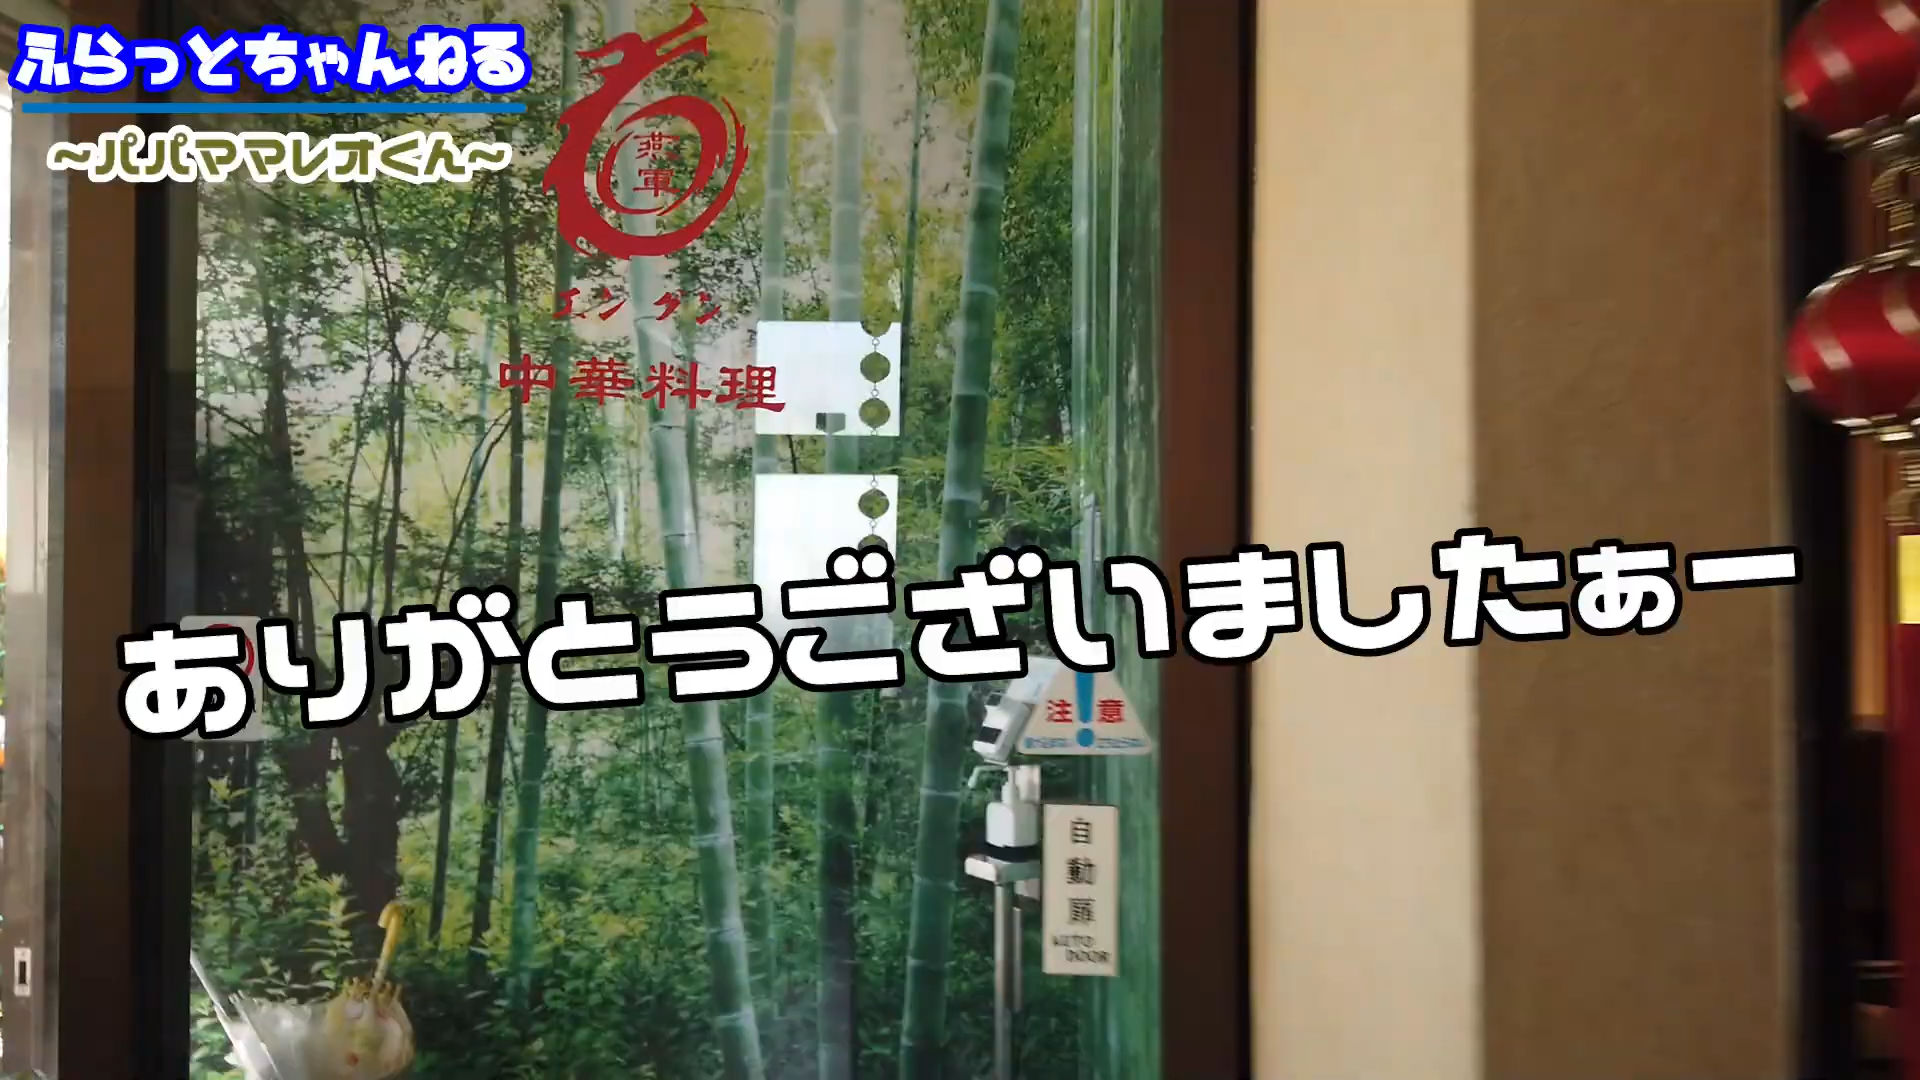 ふらっとちゃんねる
~パパママレオくん~
燕
軍
エングン
中華料理
ありがとうございましたぁー
注意
自動扉
AUTO
DOOR